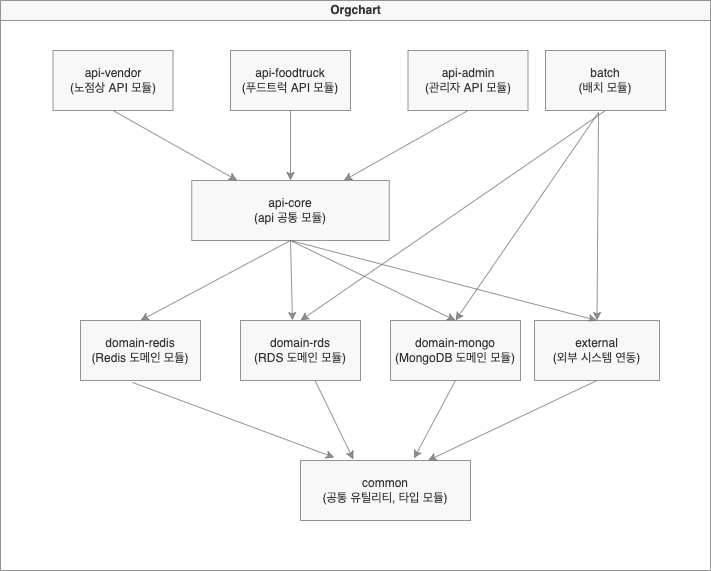 Orgchart
api-vendor
(노점상 API 모듈)
api-foodtruck
(푸드트럭 API 모듈)
api-admin
(관리자 API 모듈)
batch
(배치 모듈)
api-core
(api 공통 모듈)
domain-redis
(Redis 도메인 모듈)
domain-rds
(RDS 도메인 모듈)
domain-mongo
(MongoDB 도메인 모듈)
external
(외부 시스템 연동)
common
(공통 유틸리티, 타입 모듈)